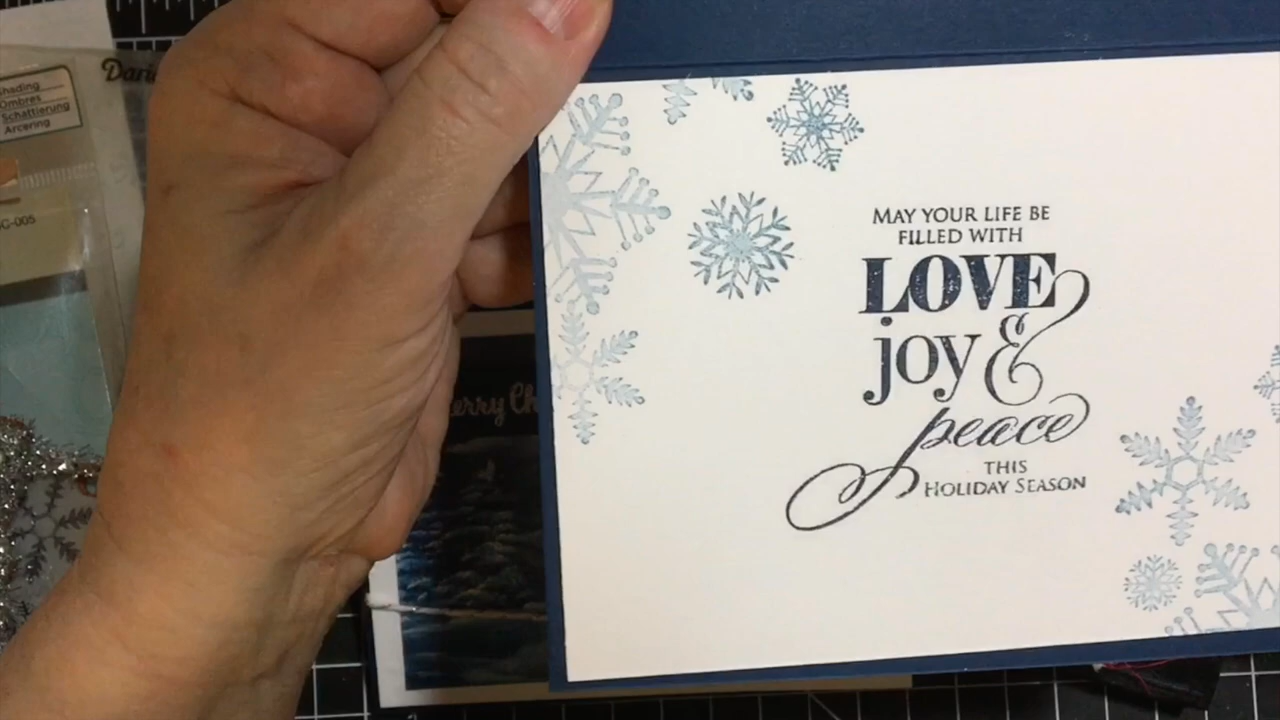 Shading
Ombres
Schattierung
Arcering
MAY YOUR LIFE BE
FILLED WITH
LOVE
joy &
peace
THIS
HOLIDAY SEASON